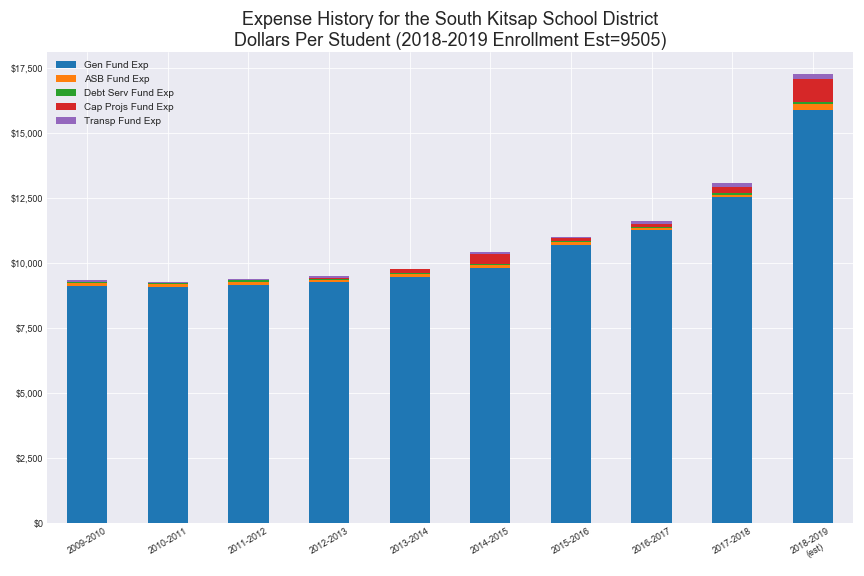 Expense History for the South Kitsap School District
Dollars Per Student (2018-2019 Enrollment Est=9505)
Gen Fund Exp
ASB Fund Exp
Debt Serv Fund Exp
Cap Projs Fund Exp
Transp Fund Exp
$17,500
$15,000
$12,500
$10,000
$7,500
$5,000
$2,500
$0
2009-2010
2010-2011
2011-2012
2012-2013
2013-2014
2014-2015
2015-2016
2016-2017
2017-2018
2018-2019
(est)